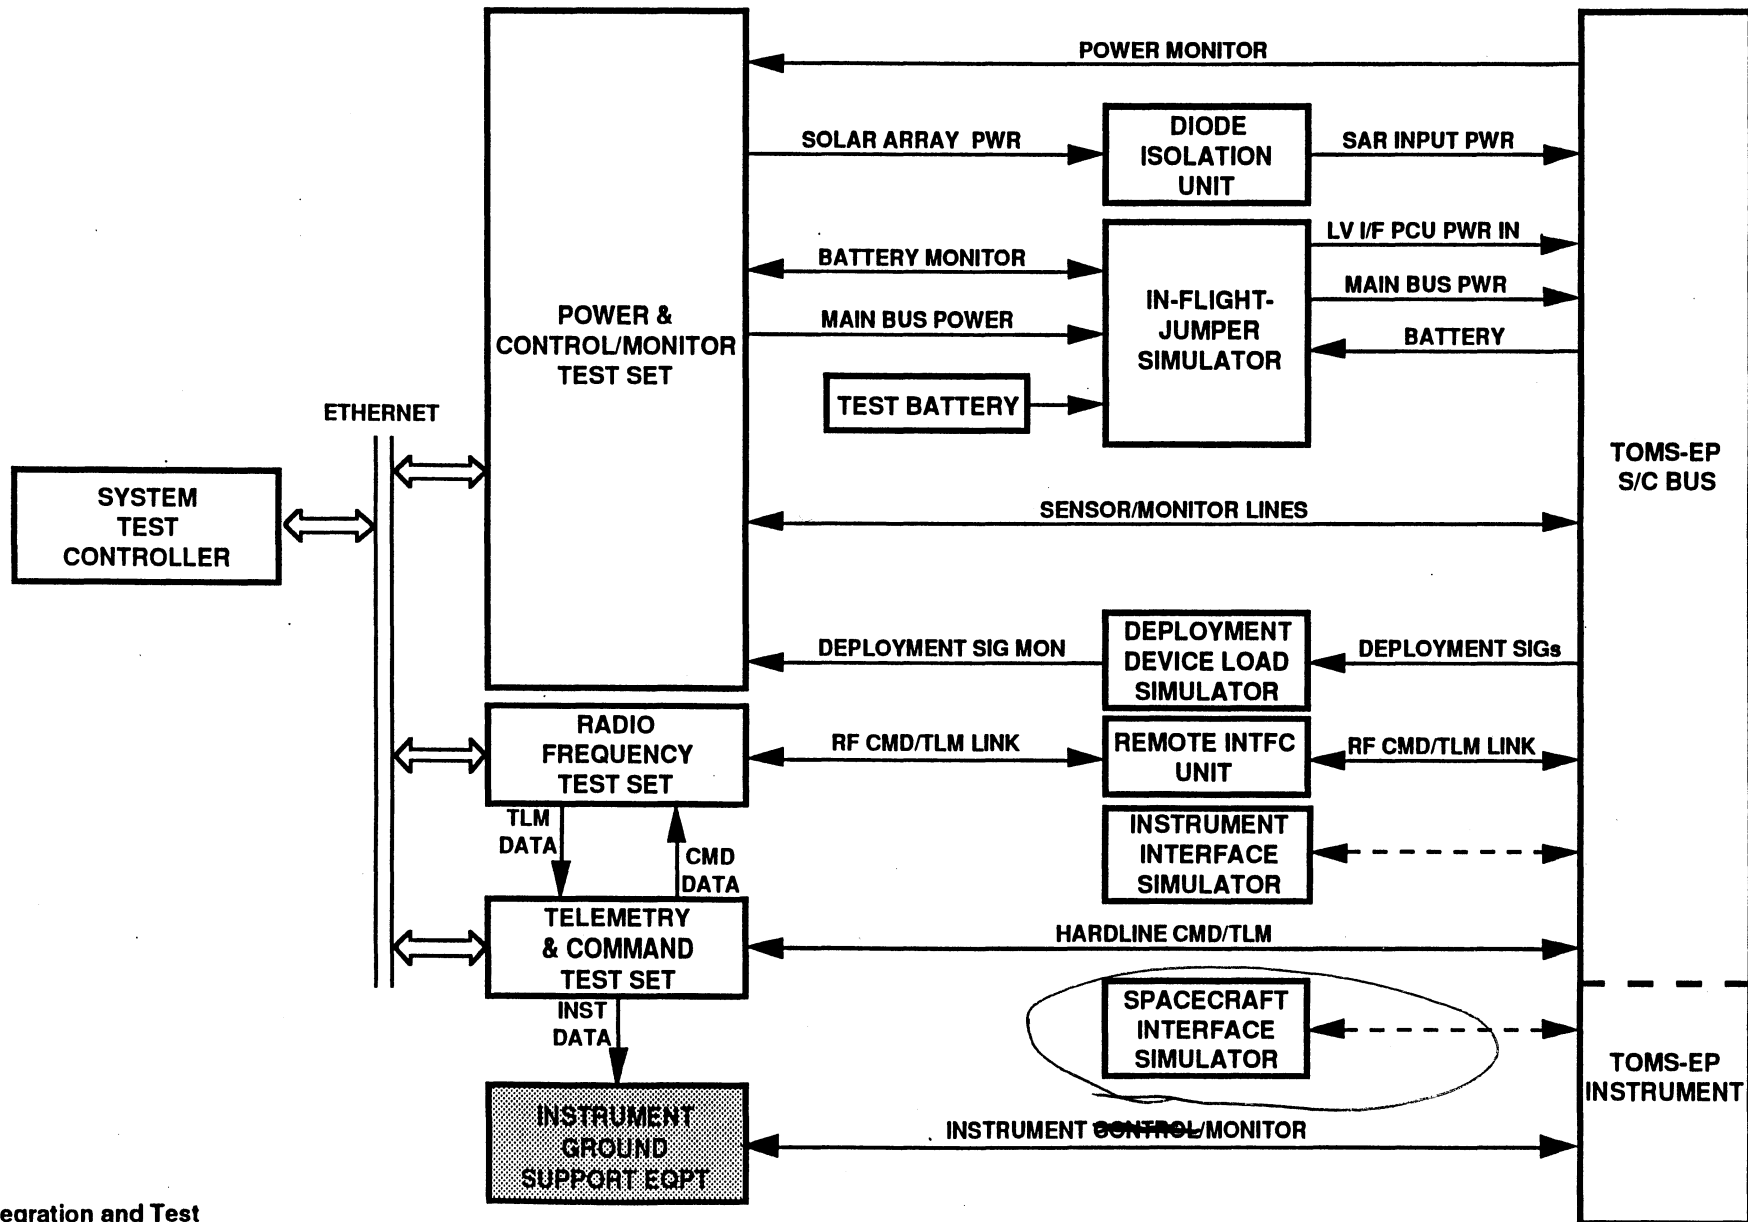 POWER MONITOR
SOLAR ARRAY PWR
DIODE
ISOLATION
UNIT
SAR INPUT PWR
BATTERY MONITOR
MAIN BUS POWER
IN-FLIGHT-
JUMPER
SIMULATOR
LV I/F PCU PWR IN
MAIN BUS PWR
BATTERY
POWER &
CONTROL/MONITOR
TEST SET
TEST BATTERY
ETHERNET
SYSTEM
TEST
CONTROLLER
TOMS-EP
S/C BUS
SENSOR/MONITOR LINES
DEPLOYMENT SIG MON
DEPLOYMENT
DEVICE LOAD
SIMULATOR
DEPLOYMENT SIGs
RADIO
FREQUENCY
TEST SET
RF CMD/TLM LINK
REMOTE INTFC
UNIT
RF CMD/TLM LINK
TLM
DATA
CMD
DATA
INSTRUMENT
INTERFACE
SIMULATOR
TELEMETRY
& COMMAND
TEST SET
HARDLINE CMD/TLM
INST
DATA
SPACECRAFT
INTERFACE
SIMULATOR
TOMS-EP
INSTRUMENT
INSTRUMENT
GROUND
SUPPORT EQPT
INSTRUMENT CONTROL/MONITOR
egration and Test